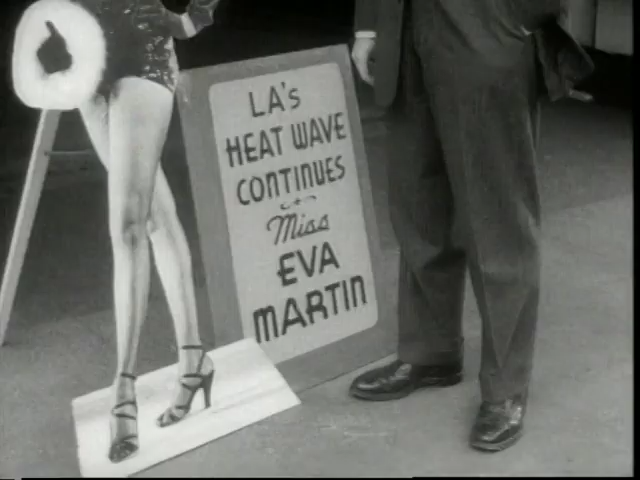 LA's
HEAT WAVE
CONTINUES
Miss
EVA
MARTIN